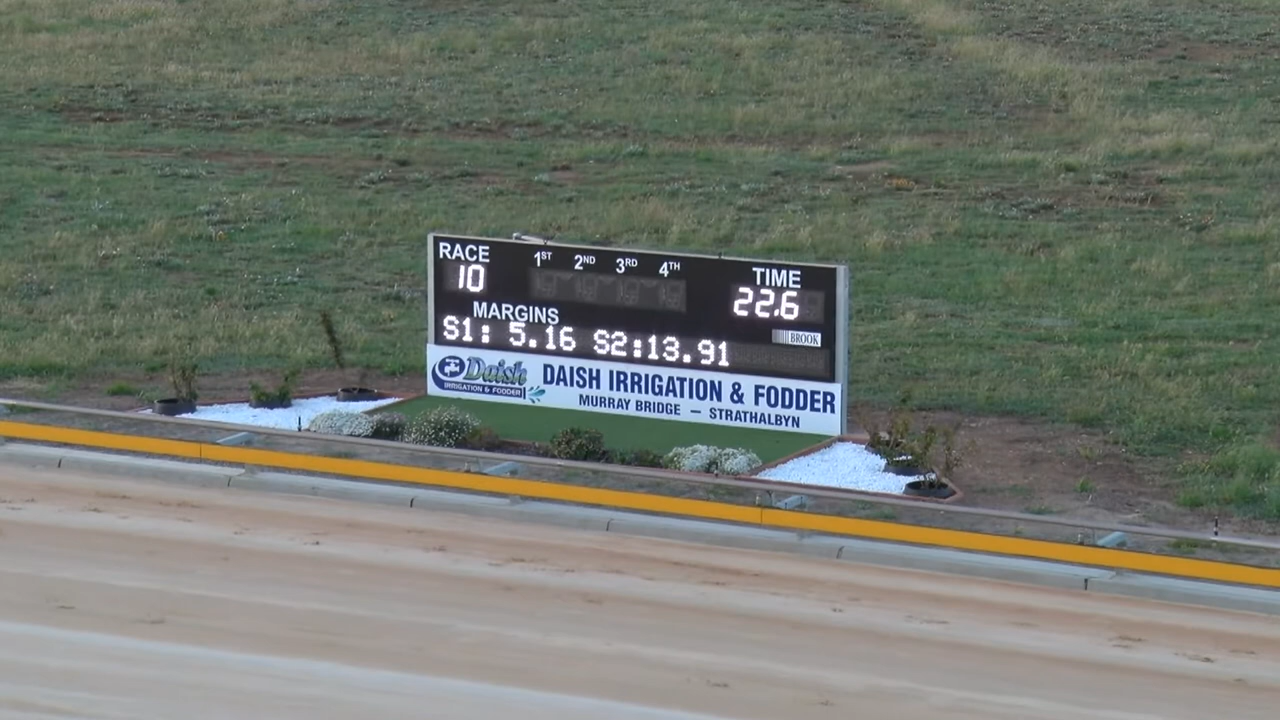 RACE 1ST 2ND 3RD 4TH TIME
10 22.6
MARGINS
BROOK
S1: 5.16 S2:13.91
Daish
IRRIGATION & FODDER
DAISH IRRIGATION & FODDER
MURRAY BRIDGE — STRATHALBYN